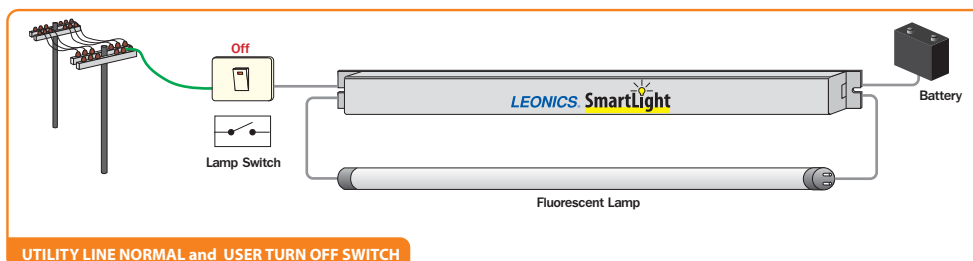 Off
LEONICS. SmartLight
Battery
Lamp Switch
Fluorescent Lamp
UTILITY LINE NORMAL and USER TURN OFF SWITCH